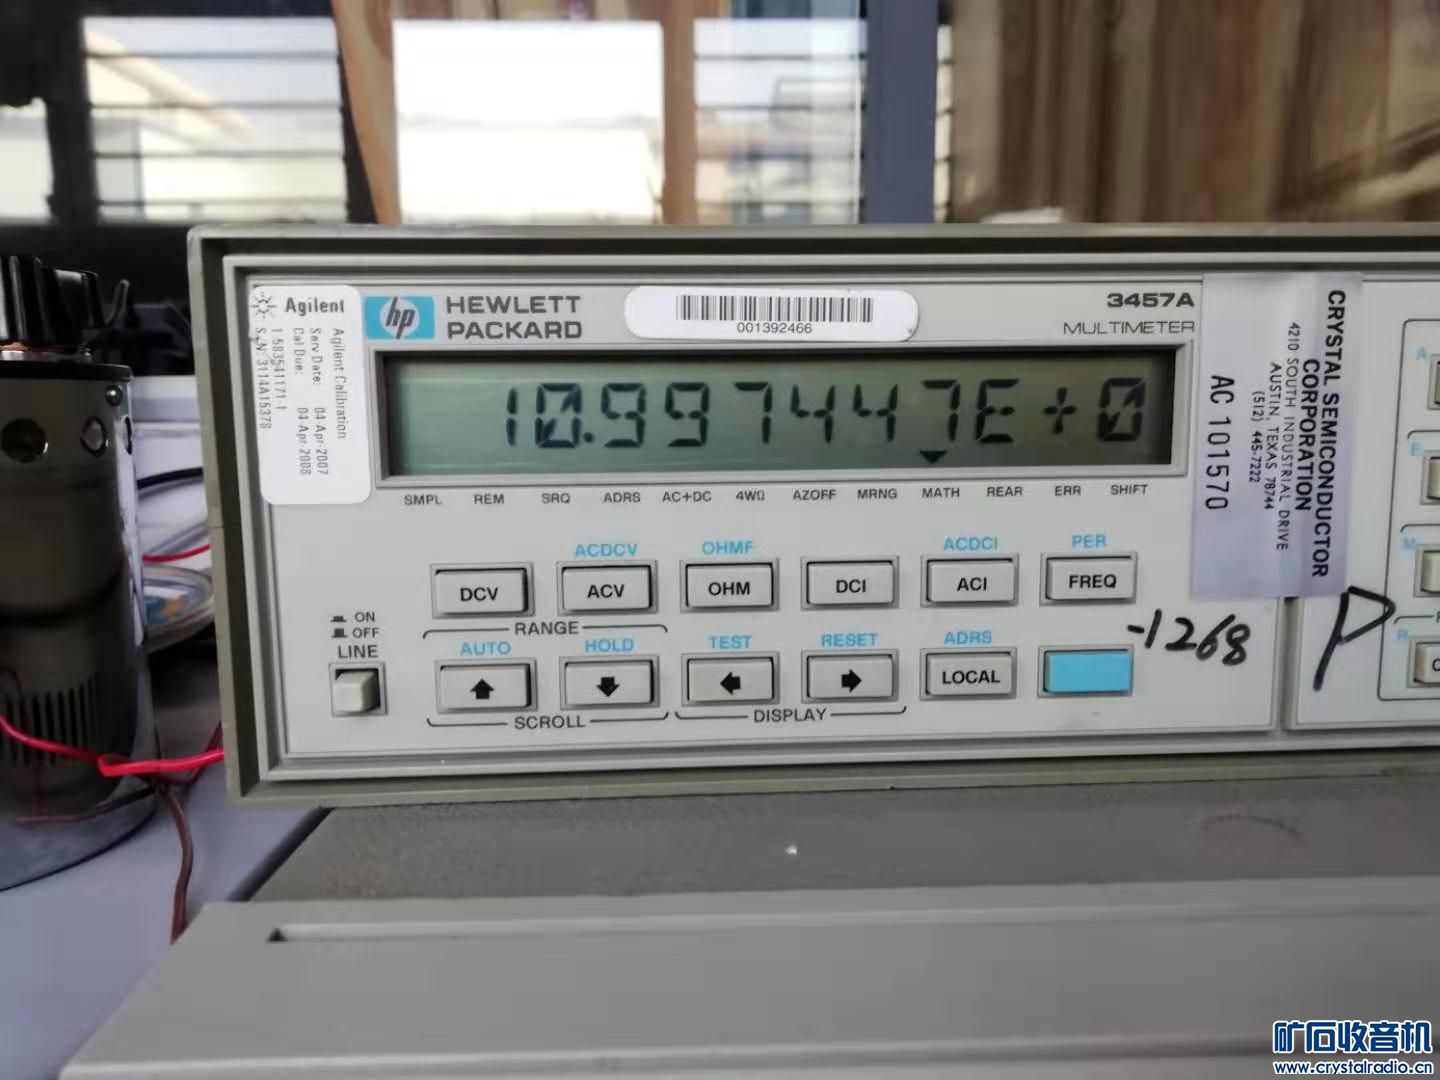 Agilent
Agilent Calibration
Serv Date: 04-Apr-2007
Cal Due: 04-Apr-2008
1-583541171-1
S/N: 3114A15378
hp
HEWLETT
PACKARD
001392466
3457A
MULTIMETER
10.997447E+0
SMPL REM SRQ ADRS AC+DC 4WΩ AZOFF MRNG MATH REAR ERR SHIFT
ACDCV OHMF ACDCI PER
DCV ACV OHM DCI ACI FREQ
ON
OFF
LINE
RANGE
AUTO HOLD TEST RESET ADRS
LOCAL
SCROLL DISPLAY
CRYSTAL SEMICONDUCTOR
CORPORATION
4210 SOUTH INDUSTRIAL DRIVE
AUSTIN, TEXAS 78744
(512) 445-7222
AC 101570
-1268
P
A
E
M
R
矿石收音机
www.crystalradio.cn